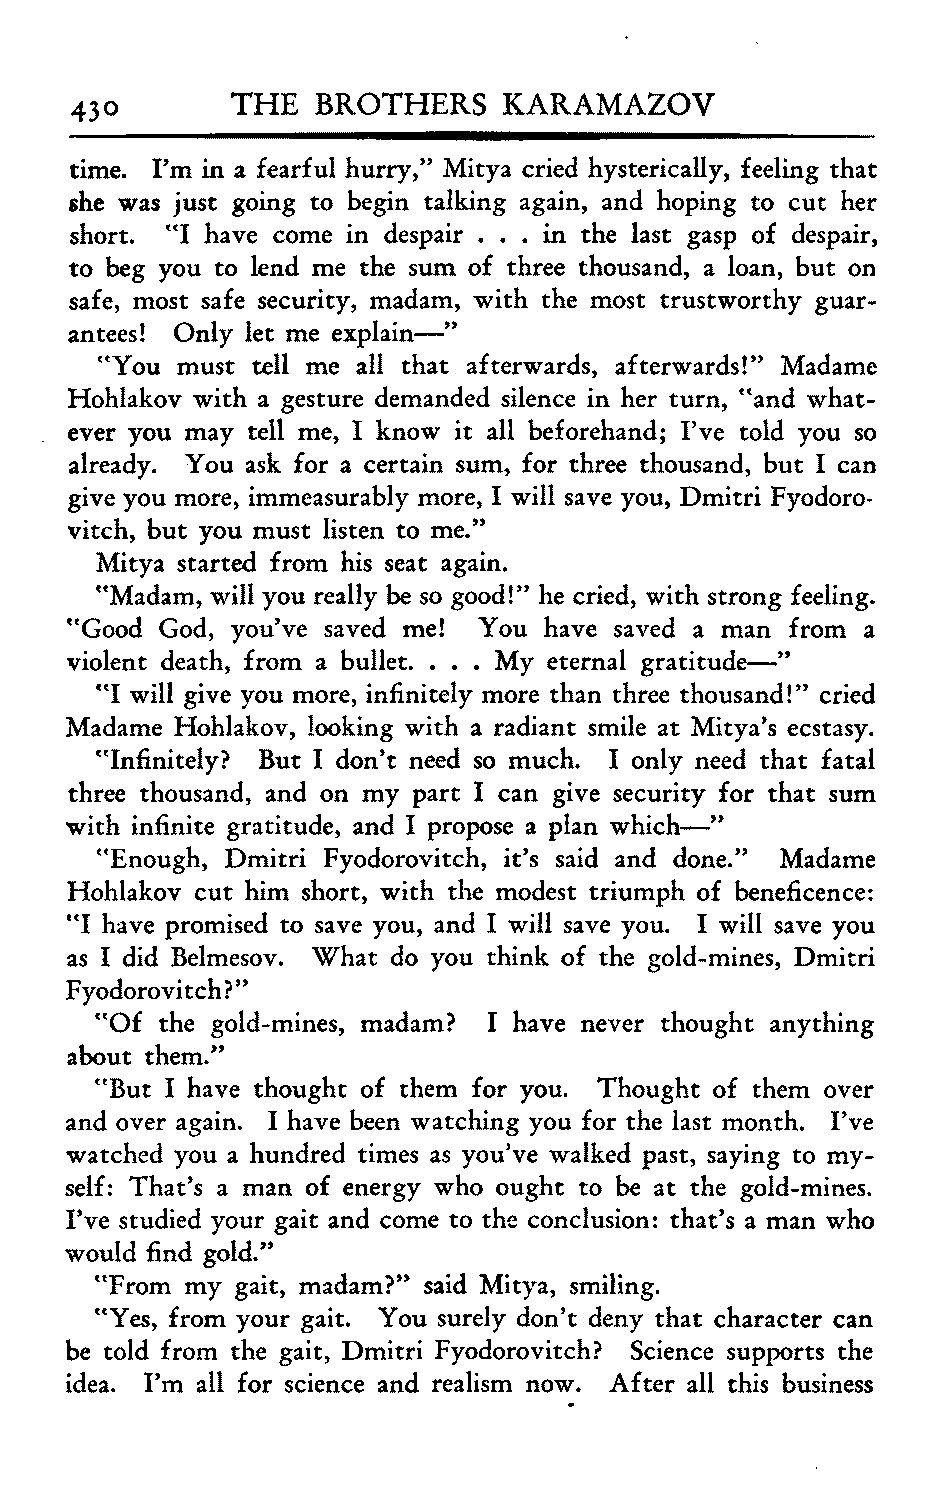 430 THE BROTHERS KARAMAZOV
time. I'm in a fearful hurry," Mitya cried hysterically, feeling that
she was just going to begin talking again, and hoping to cut her
short. "I have come in despair . . . in the last gasp of despair,
to beg you to lend me the sum of three thousand, a loan, but on
safe, most safe security, madam, with the most trustworthy guar-
antees! Only let me explain—"
"You must tell me all that afterwards, afterwards!" Madame
Hohlakov with a gesture demanded silence in her turn, "and what-
ever you may tell me, I know it all beforehand; I've told you so
already. You ask for a certain sum, for three thousand, but I can
give you more, immeasurably more, I will save you, Dmitri Fyodoro-
vitch, but you must listen to me."
Mitya started from his seat again.
"Madam, will you really be so good!" he cried, with strong feeling.
"Good God, you've saved me! You have saved a man from a
violent death, from a bullet. . . . My eternal gratitude—"
"I will give you more, infinitely more than three thousand!" cried
Madame Hohlakov, looking with a radiant smile at Mitya's ecstasy.
"Infinitely? But I don't need so much. I only need that fatal
three thousand, and on my part I can give security for that sum
with infinite gratitude, and I propose a plan which—"
"Enough, Dmitri Fyodorovitch, it's said and done." Madame
Hohlakov cut him short, with the modest triumph of beneficence:
"I have promised to save you, and I will save you. I will save you
as I did Belmesov. What do you think of the gold-mines, Dmitri
Fyodorovitch?"
"Of the gold-mines, madam? I have never thought anything
about them."
"But I have thought of them for you. Thought of them over
and over again. I have been watching you for the last month. I've
watched you a hundred times as you've walked past, saying to my-
self: That's a man of energy who ought to be at the gold-mines.
I've studied your gait and come to the conclusion: that's a man who
would find gold."
"From my gait, madam?" said Mitya, smiling.
"Yes, from your gait. You surely don't deny that character can
be told from the gait, Dmitri Fyodorovitch? Science supports the
idea. I'm all for science and realism now. After all this business